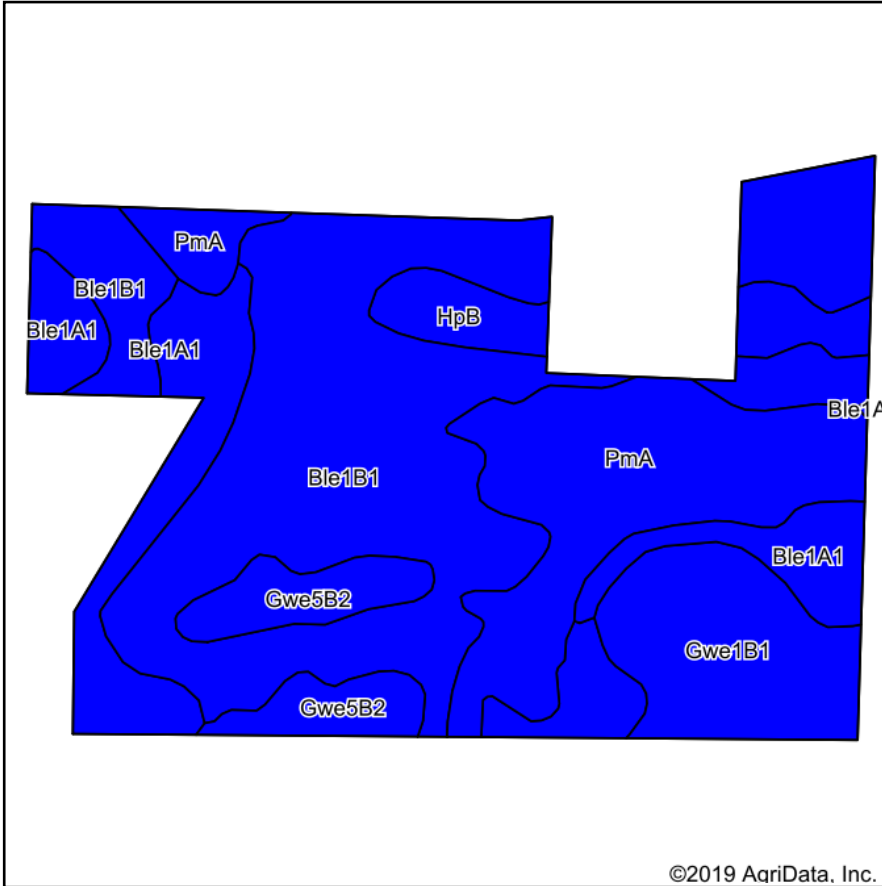 PmA
Ble1B1
HpB
Ble1A1
Ble1A1
Ble1A
PmA
Ble1B1
Ble1A1
Gwe5B2
Gwe1B1
Gwe5B2
©2019 AgriData, Inc.